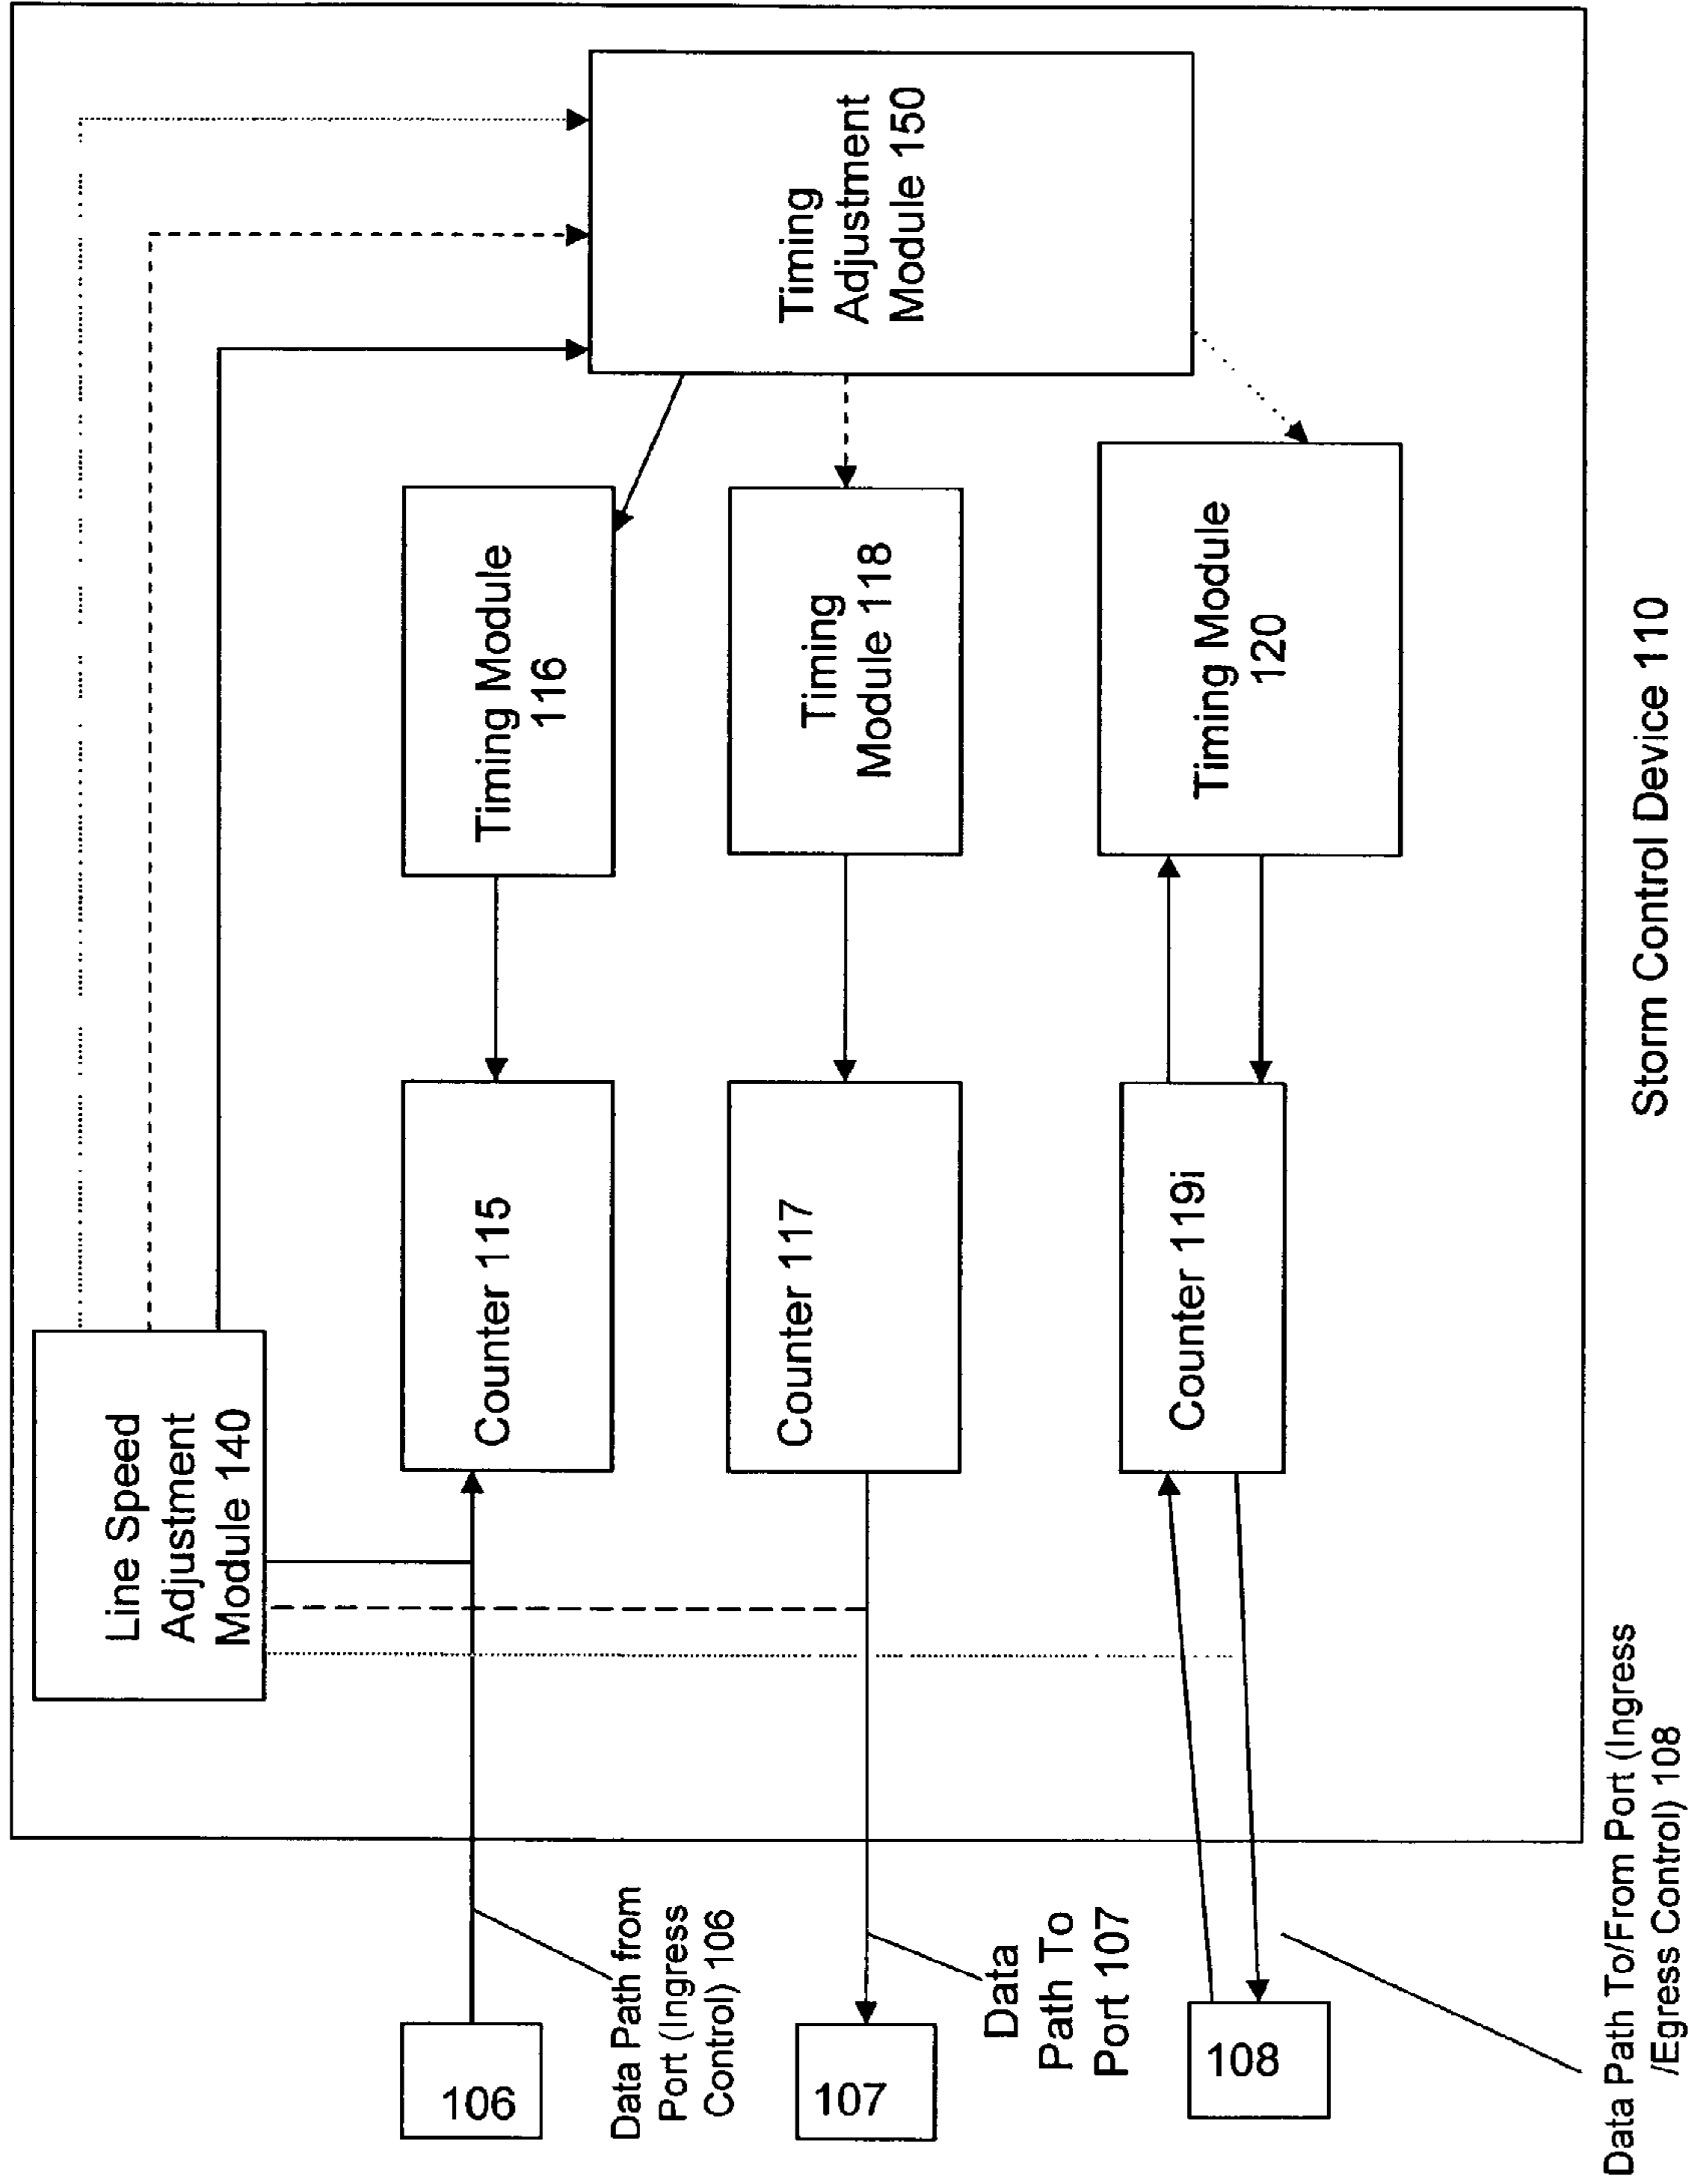 Line Speed
Adjustment
Module 140
Timing
Adjustment
Module 150
Counter 115
Timing Module
116
Counter 117
Timing
Module 118
Counter 119i
Timing Module
120
106
Data Path from
Port (Ingress
Control) 106
107
Data
Path To
Port 107
108
Data Path To/From Port (Ingress
/Egress Control) 108
Storm Control Device 110